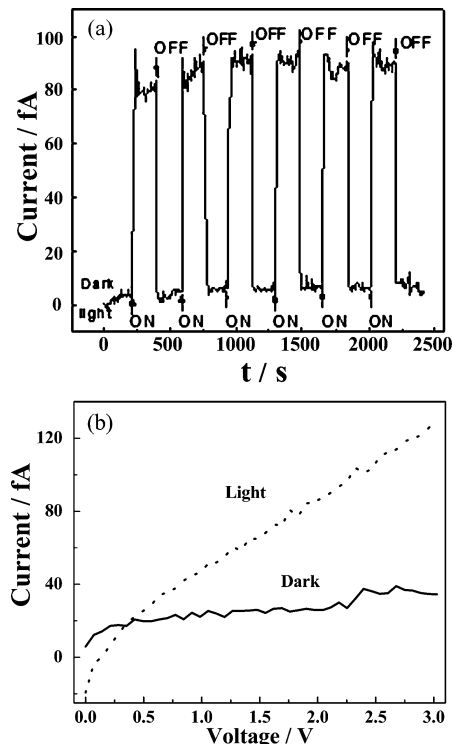 (a)
OFF OFF OFF OFF OFF OFF
100
80
60
40
20
0
Current / fA
Dark
light
ON ON ON ON ON ON
0 500 1000 1500 2000 2500
t / s
(b)
120
80
40
0
Current / fA
Light
Dark
0.0 0.5 1.0 1.5 2.0 2.5 3.0
Voltage / V